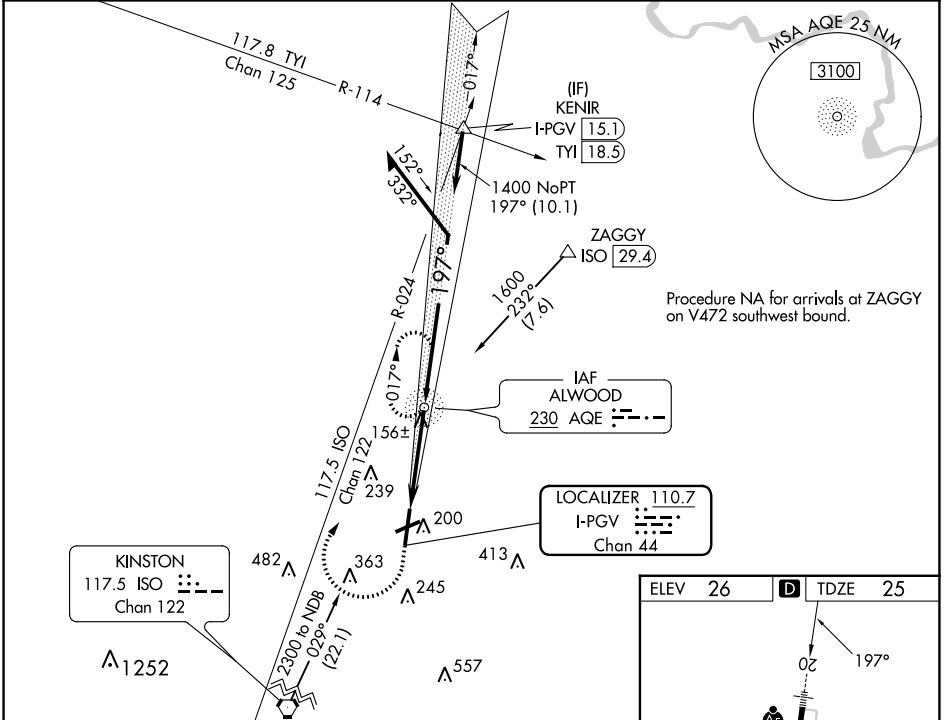 117.8 TYI
Chan 125
R-114
017°
(IF)
KENIR
I-PGV 15.1
TYI 18.5
MSA AQE 25 NM
3100
152°
332°
1400 NoPT
197° (10.1)
197°
ZAGGY
ISO 29.4
1600
232°
(7.6)
Procedure NA for arrivals at ZAGGY
on V472 southwest bound.
R-024
017°
IAF
ALWOOD
230 AQE
156±
117.5 ISO
Chan 122
239
200
LOCALIZER 110.7
I-PGV
Chan 44
482
363
413
245
KINSTON
117.5 ISO
Chan 122
2300 to NDB
029°
(22.1)
1252
557
ELEV 26
D
TDZE 25
197°
20